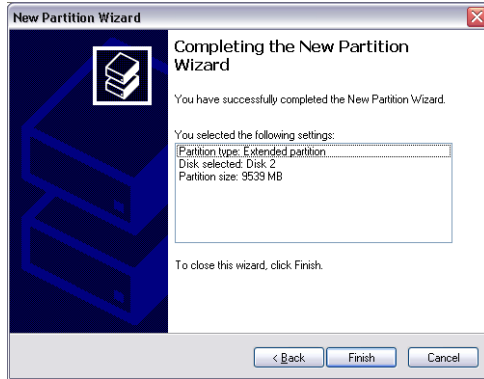 New Partition Wizard
Completing the New Partition
Wizard
You have successfully completed the New Partition Wizard.
You selected the following settings:
Partition type: Extended partition
Disk selected: Disk 2
Partition size: 9539 MB
To close this wizard, click Finish.
< Back
Finish
Cancel